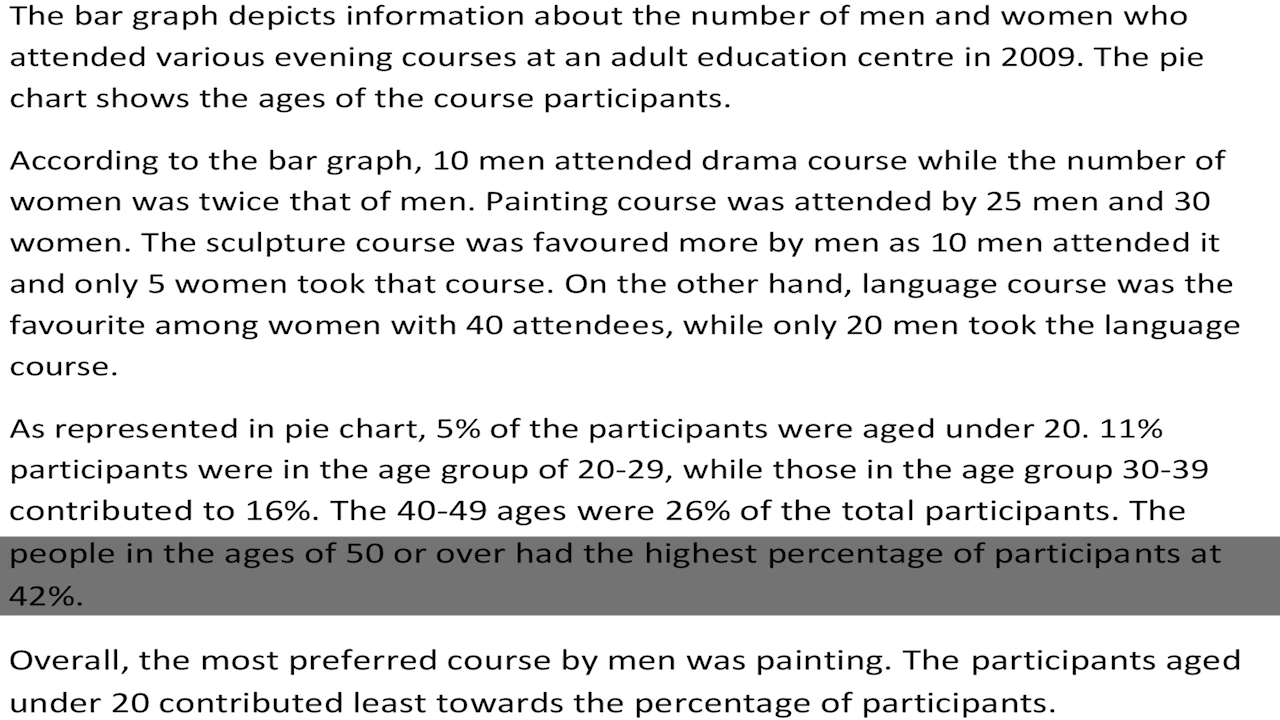 The bar graph depicts information about the number of men and women who
attended various evening courses at an adult education centre in 2009. The pie
chart shows the ages of the course participants.
According to the bar graph, 10 men attended drama course while the number of
women was twice that of men. Painting course was attended by 25 men and 30
women. The sculpture course was favoured more by men as 10 men attended it
and only 5 women took that course. On the other hand, language course was the
favourite among women with 40 attendees, while only 20 men took the language
course.
As represented in pie chart, 5% of the participants were aged under 20. 11%
participants were in the age group of 20-29, while those in the age group 30-39
contributed to 16%. The 40-49 ages were 26% of the total participants. The
people in the ages of 50 or over had the highest percentage of participants at
42%.
Overall, the most preferred course by men was painting. The participants aged
under 20 contributed least towards the percentage of participants.